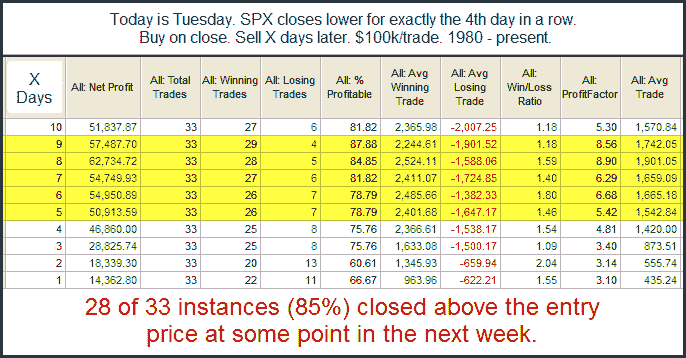 Today is Tuesday. SPX closes lower for exactly the 4th day in a row.
Buy on close. Sell X days later. $100k/trade. 1980 - present.
X Days All: Net Profit All: Total Trades All: Winning Trades All: Losing Trades All: % Profitable All: Avg Winning Trade All: Avg Losing Trade All: Win/Loss Ratio All: ProfitFactor All: Avg Trade
10 51,837.87 33 27 6 81.82 2,365.98 -2,007.25 1.18 5.30 1,570.84
9 57,487.70 33 29 4 87.88 2,244.61 -1,901.52 1.18 8.56 1,742.05
8 62,734.72 33 28 5 84.85 2,524.11 -1,588.06 1.59 8.90 1,901.05
7 54,749.93 33 27 6 81.82 2,411.07 -1,724.85 1.40 6.29 1,659.09
6 54,950.89 33 26 7 78.79 2,485.66 -1,382.33 1.80 6.68 1,665.18
5 50,913.59 33 26 7 78.79 2,401.68 -1,647.17 1.46 5.42 1,542.84
4 46,860.00 33 25 8 75.76 2,366.61 -1,538.17 1.54 4.81 1,420.00
3 28,825.74 33 25 8 75.76 1,633.08 -1,500.17 1.09 3.40 873.51
2 18,339.30 33 20 13 60.61 1,345.93 -659.94 2.04 3.14 555.74
1 14,362.80 33 22 11 66.67 963.96 -622.21 1.55 3.10 435.24
28 of 33 instances (85%) closed above the entry
price at some point in the next week.